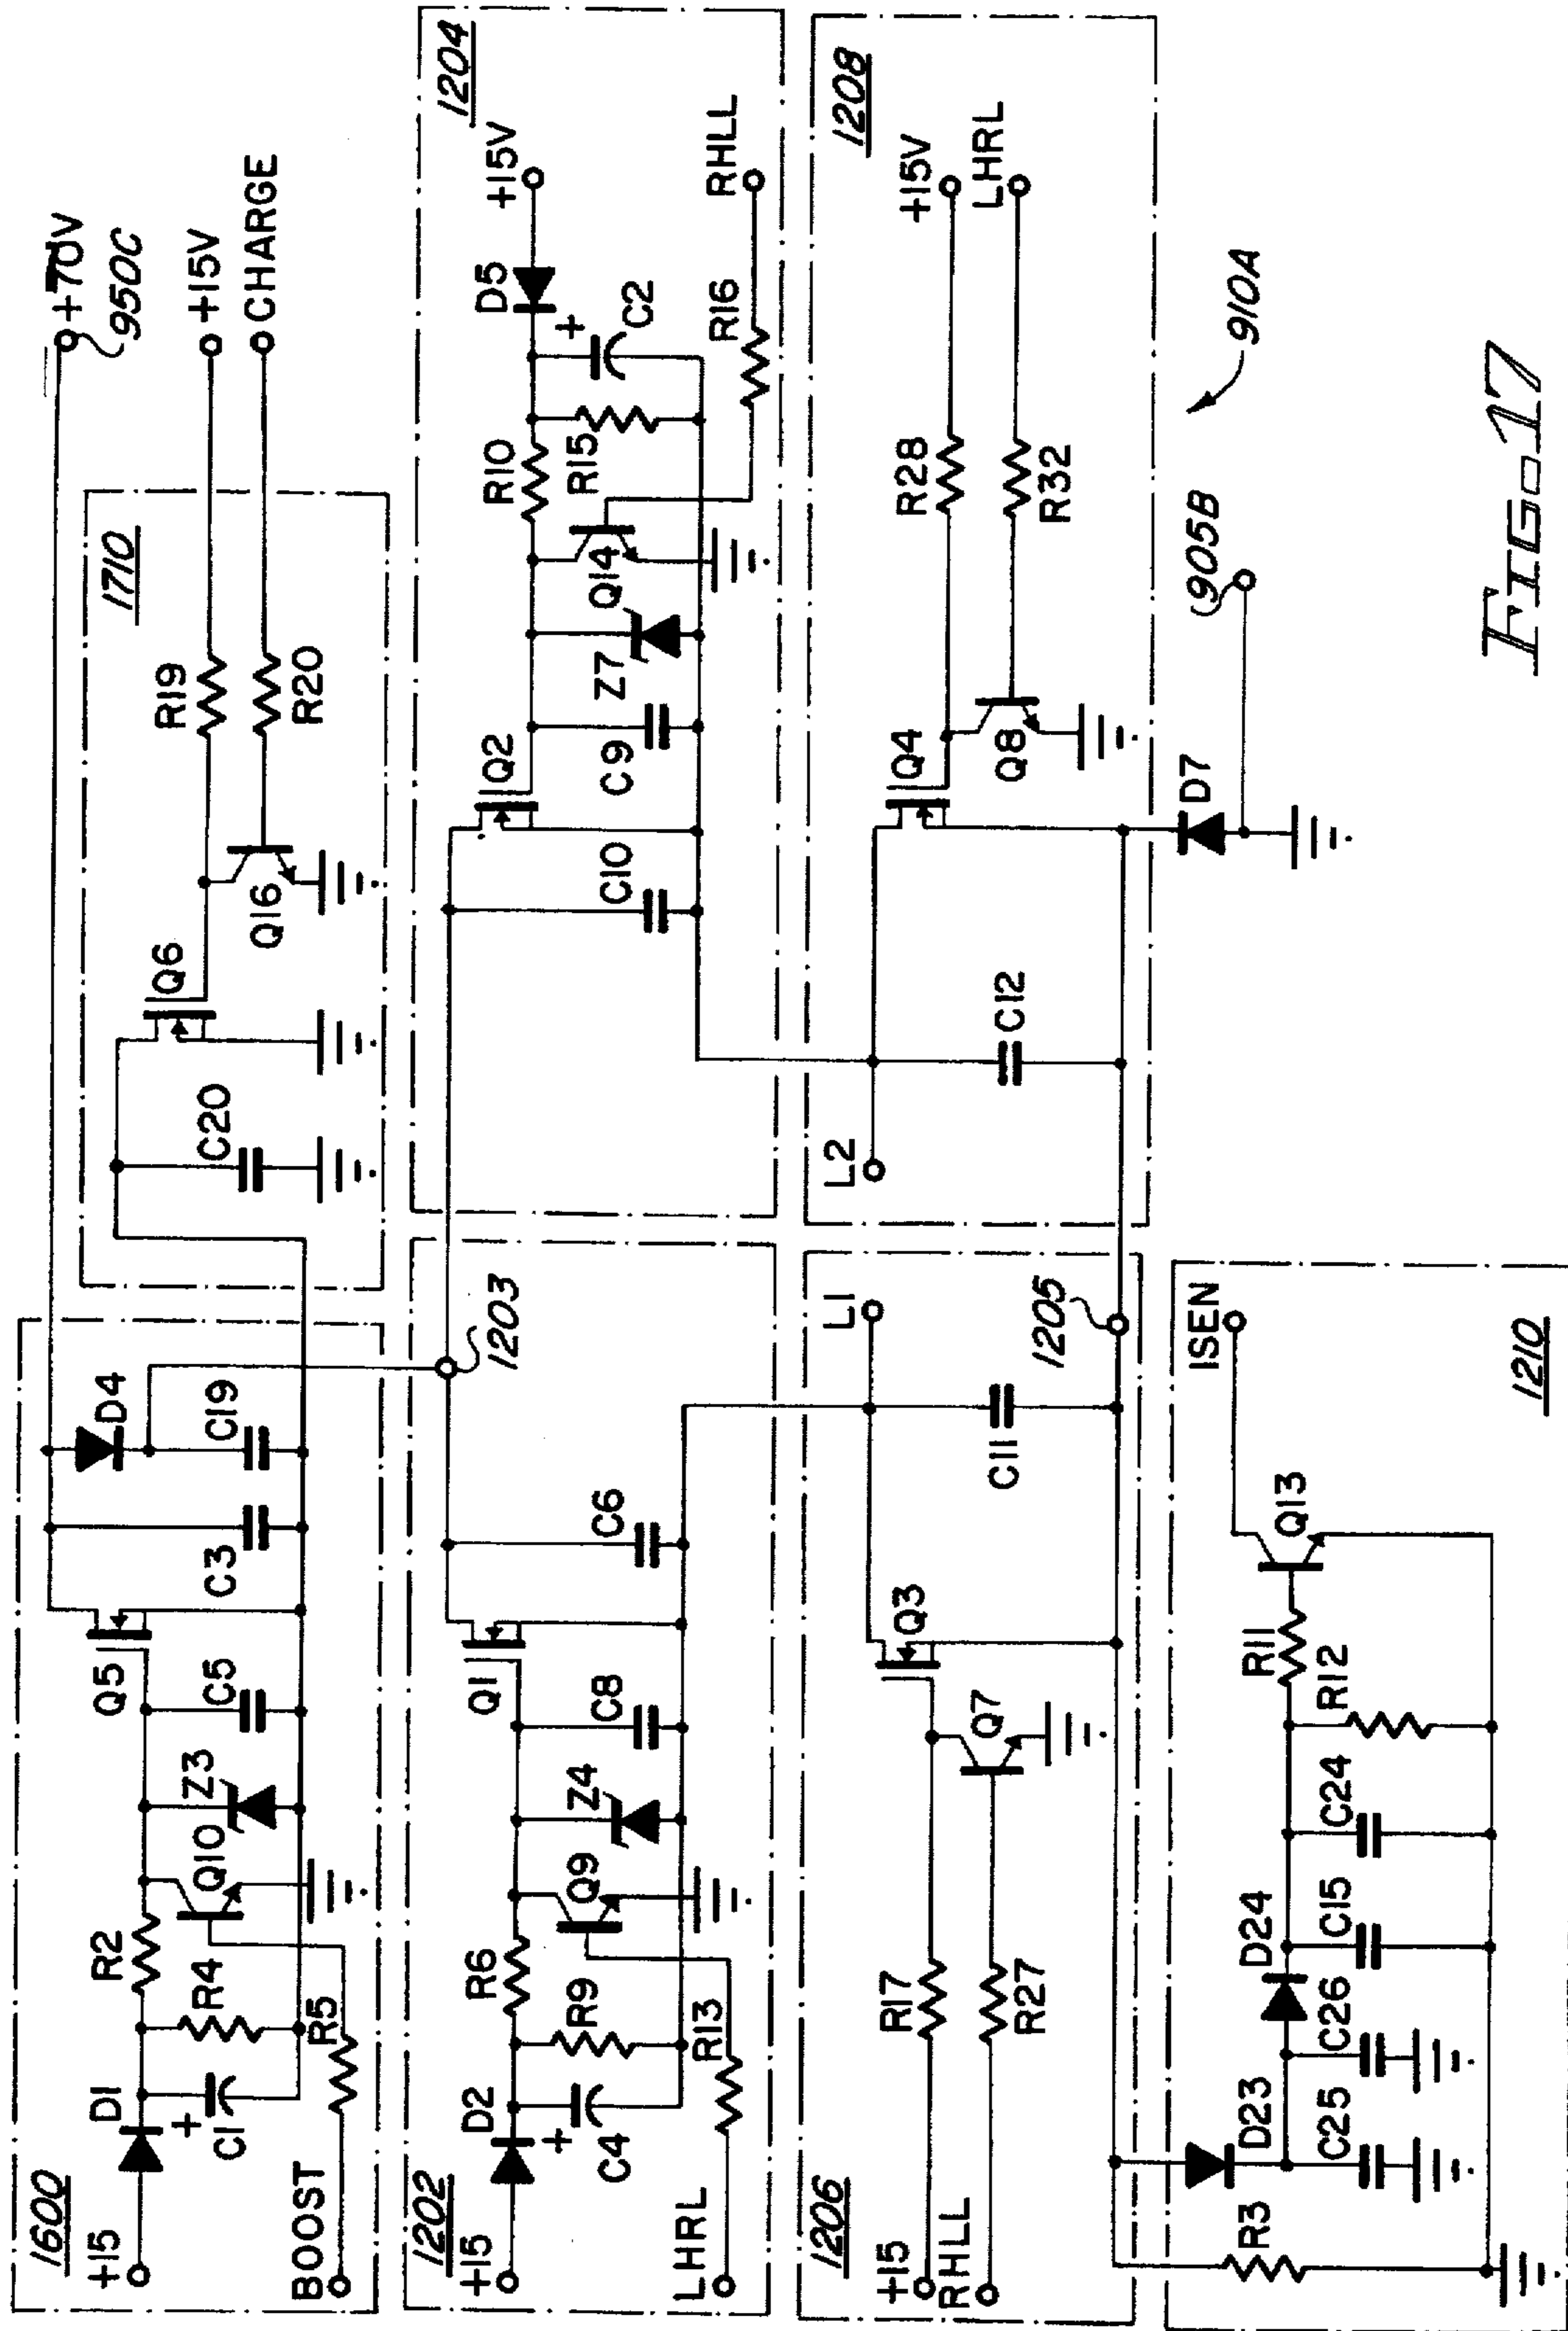 1600
+15
D1
+
C1
R2
R4
R5
BOOST
Q10
Z3
Q5
C5
C3
D4
C19
+70V
950C
1710
C20
Q6
Q16
R19
R20
+15V
CHARGE
1202
+15
D2
+
C4
R6
R9
R13
LHRL
Q9
Z4
Q1
C8
C6
1203
1204
C10
Q2
C9
Z7
Q14
R10
R15
D5
+
C2
+15V
R16
RHLL
1206
+15
RHLL
R17
R27
Q7
Q3
C11
L1
1205
1208
L2
C12
Q4
Q8
R28
R32
+15V
LHRL
D7
905B
910A
1210
R3
D23
C25
C26
D24
C15
C24
R12
R11
Q13
ISEN
FIG-17